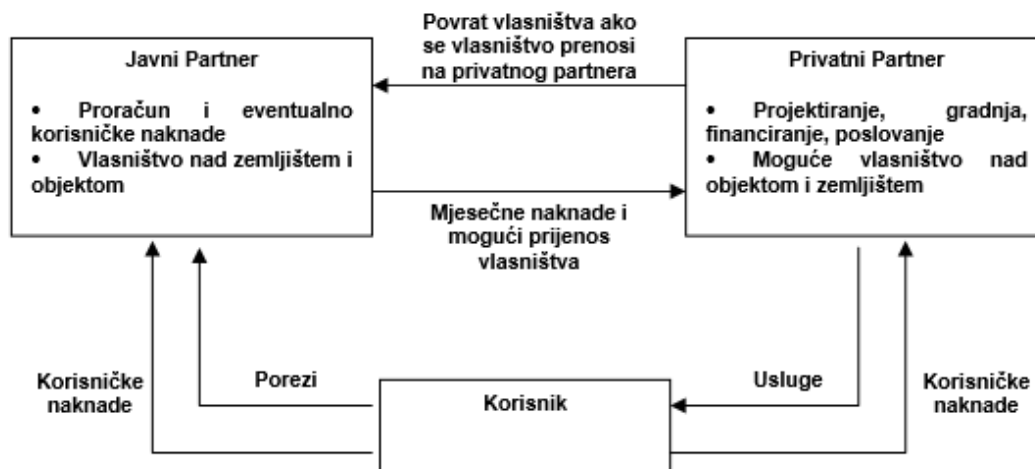 Povrat vlasništva ako
se vlasništvo prenosi
na privatnog partnera
Javni Partner
• Proračun i eventualno
korisničke naknade
• Vlasništvo nad zemljištem i
objektom
Privatni Partner
• Projektiranje, gradnja,
financiranje, poslovanje
• Moguće vlasništvo nad
objektom i zemljištem
Mjesečne naknade i
mogući prijenos
vlasništva
Korisničke
naknade
Porezi
Korisnik
Usluge
Korisničke
naknade